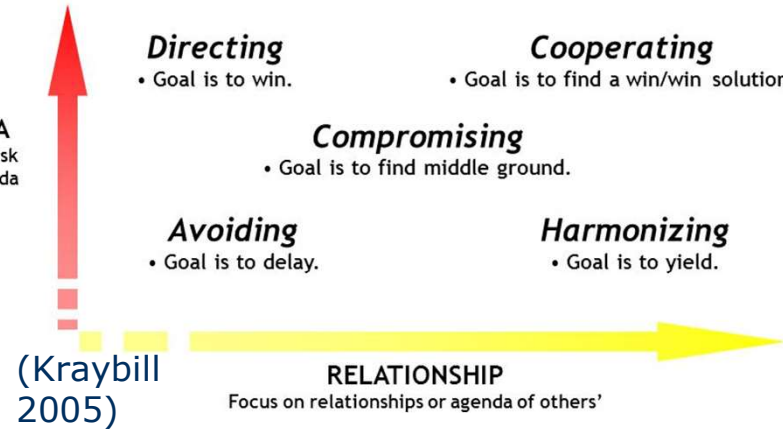 Directing
• Goal is to win.
Cooperating
• Goal is to find a win/win solution
Compromising
• Goal is to find middle ground.
Avoiding
• Goal is to delay.
Harmonizing
• Goal is to yield.
(Kraybill
2005)
RELATIONSHIP
Focus on relationships or agenda of others’